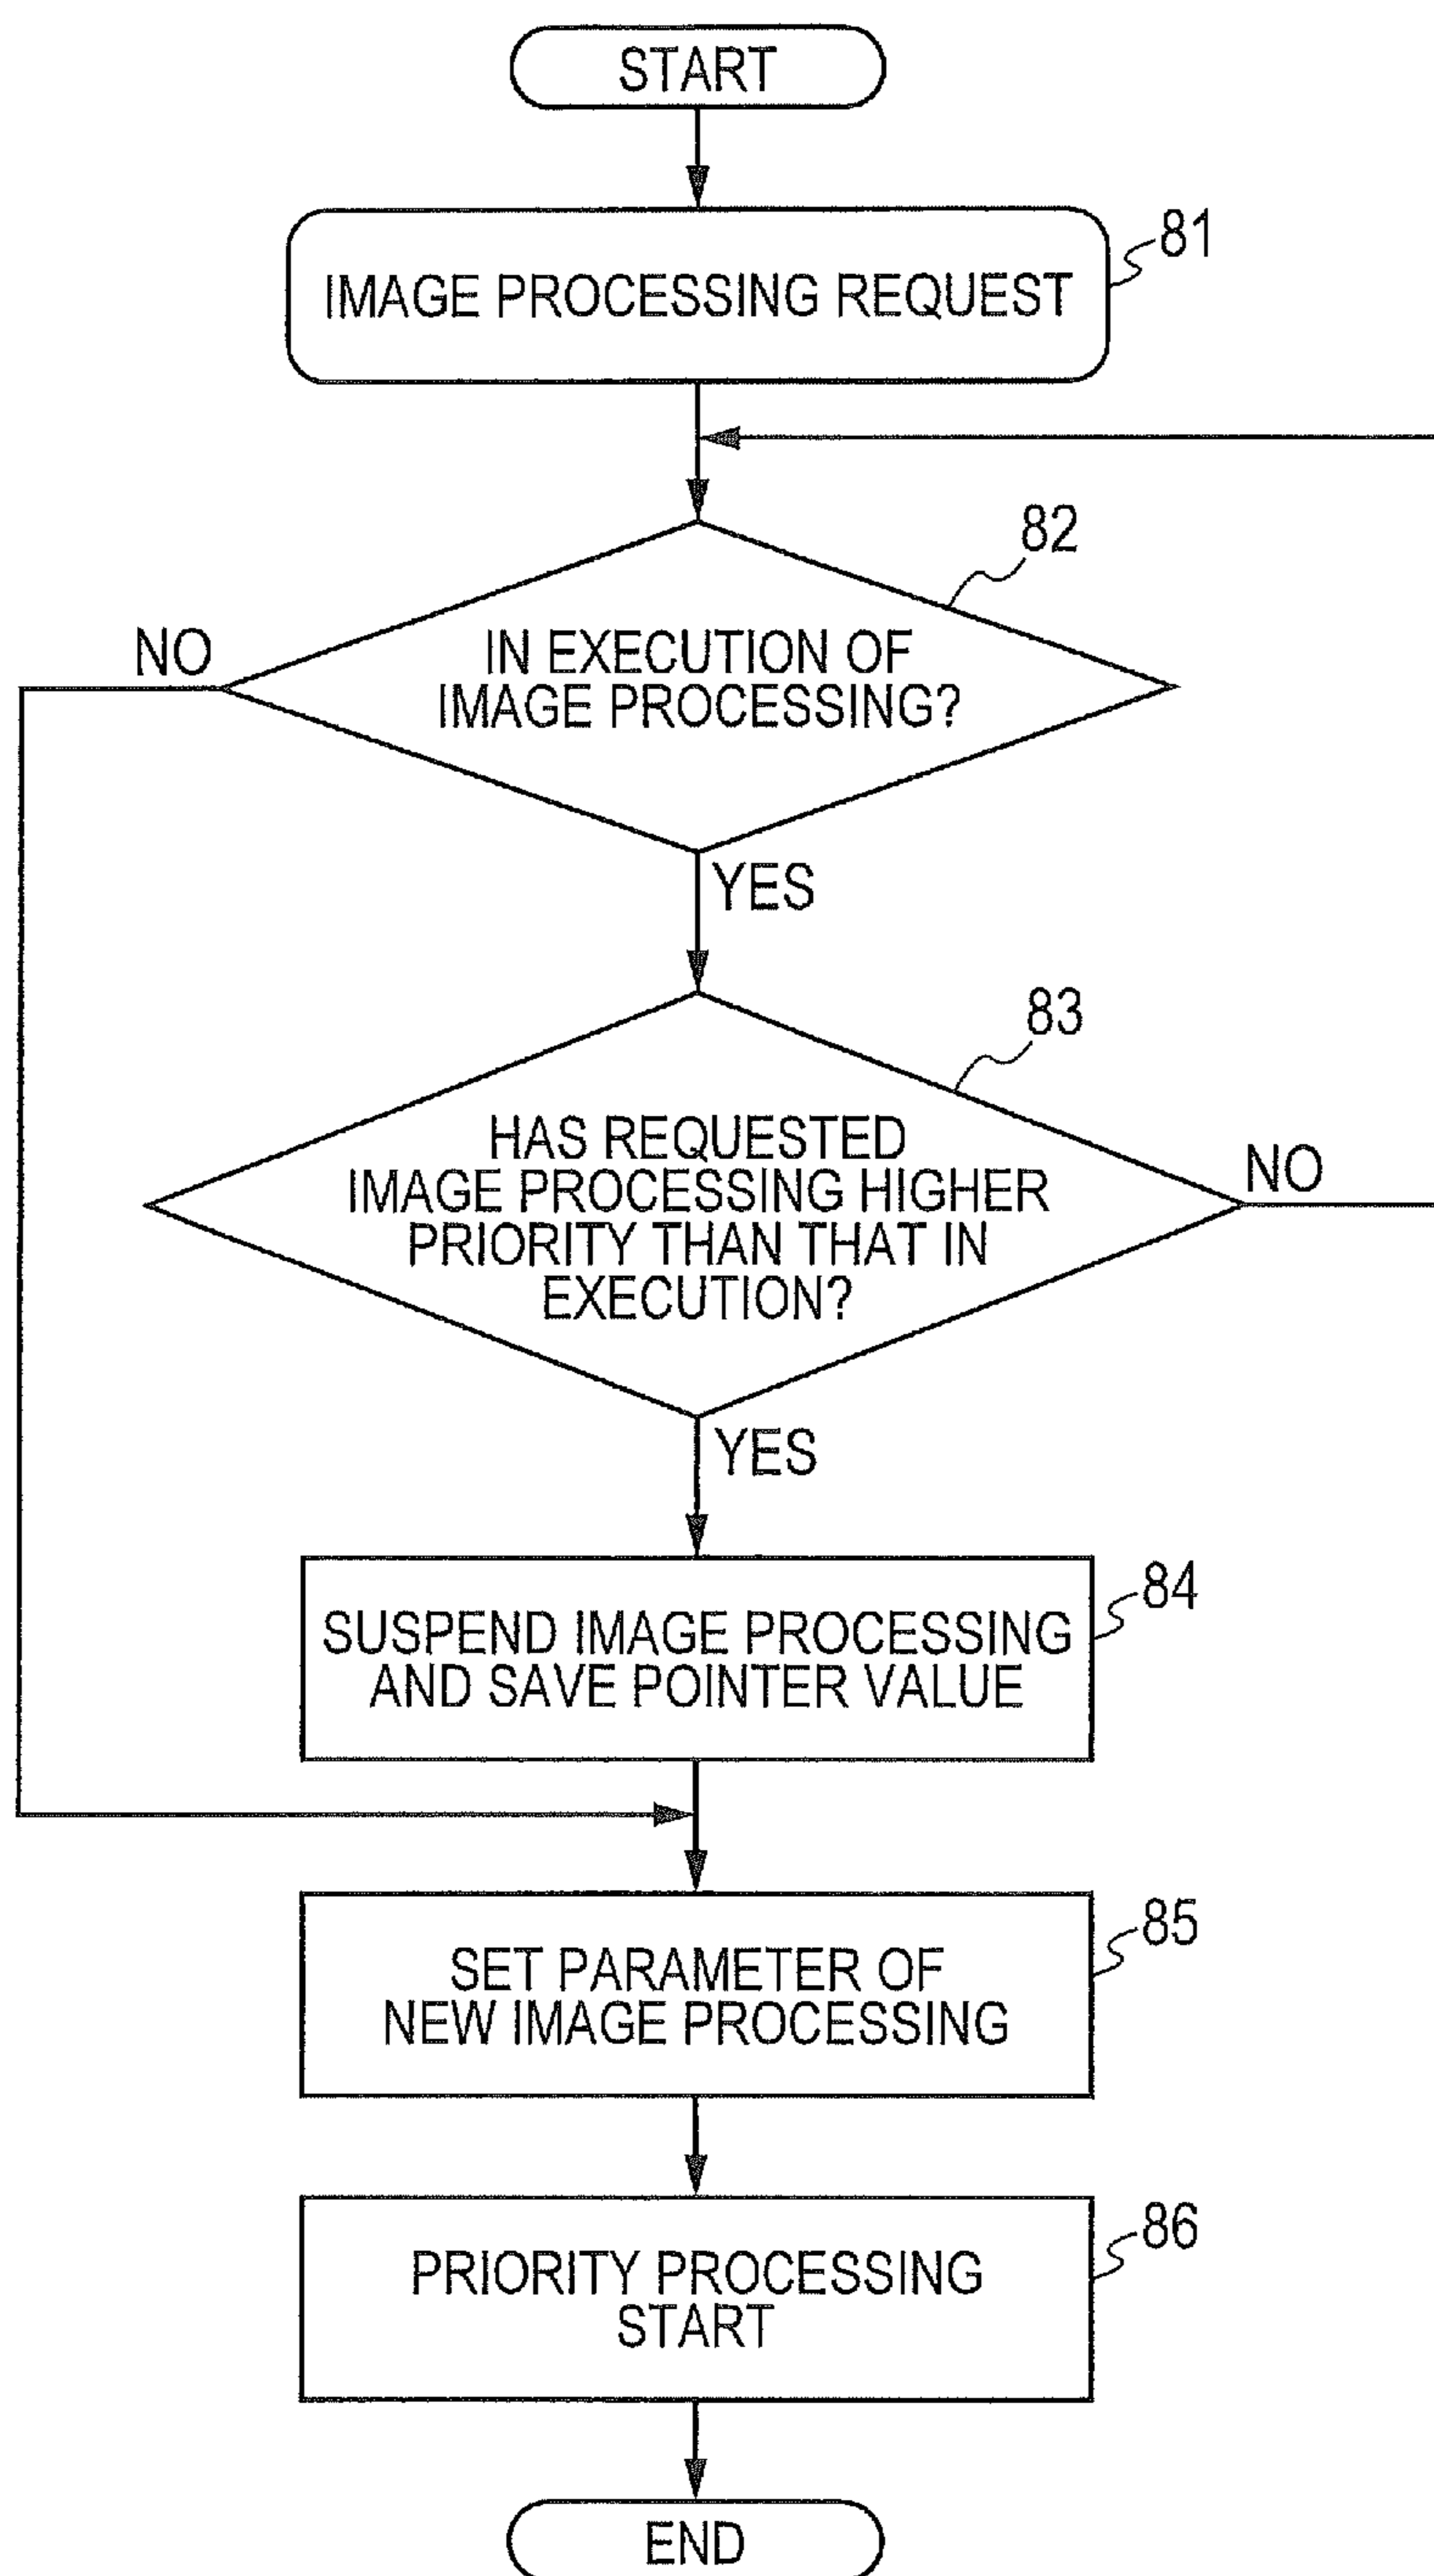 START
IMAGE PROCESSING REQUEST
81
82
NO
IN EXECUTION OF
IMAGE PROCESSING?
YES
83
HAS REQUESTED
IMAGE PROCESSING HIGHER
PRIORITY THAN THAT IN
EXECUTION?
NO
YES
84
SUSPEND IMAGE PROCESSING
AND SAVE POINTER VALUE
85
SET PARAMETER OF
NEW IMAGE PROCESSING
86
PRIORITY PROCESSING
START
END